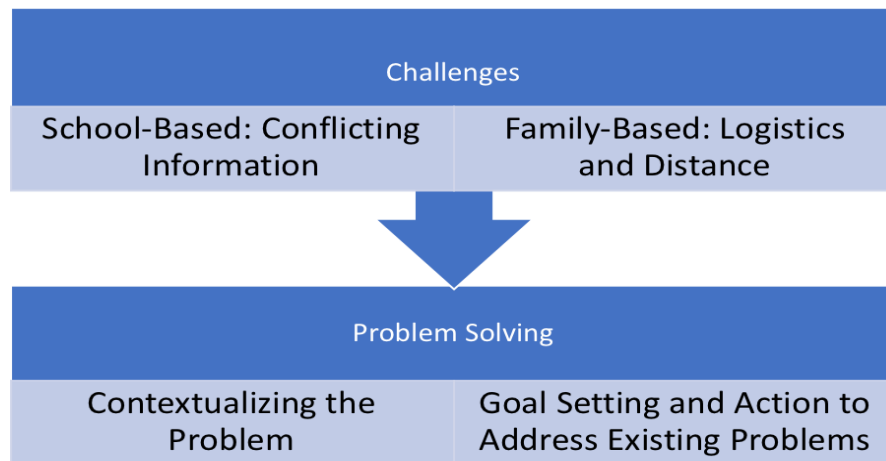 Challenges
School-Based: Conflicting
Information
Family-Based: Logistics
and Distance
Problem Solving
Contextualizing the
Problem
Goal Setting and Action to
Address Existing Problems